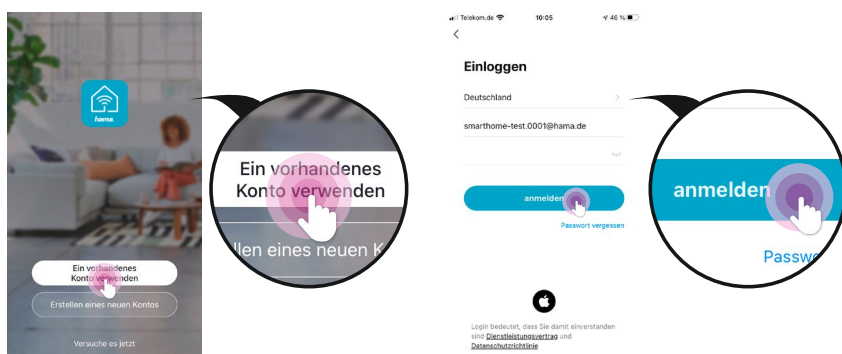 hama
Ein vorhandenes
Konto verwenden
Erstellen eines neuen Kontos
Versuche es jetzt
Ein vorhandenes
Konto verwenden
llen eines neuen K
Telekom.de
10:05
46 %
Einloggen
Deutschland
smarthome-test.0001@hama.de
anmelden
Passwort vergessen
Login bedeutet, dass Sie damit einverstanden
sind Dienstleistungsvertrag und
Datenschutzrichtlinie
anmelden
Passwo